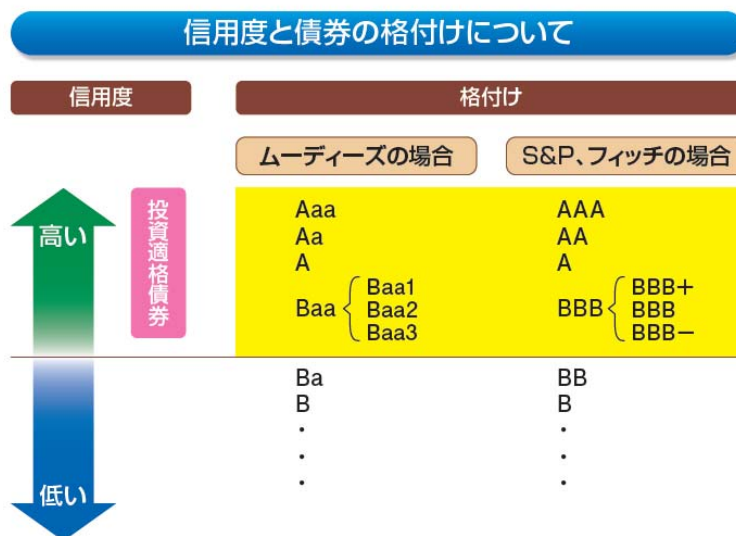 信用度と債券の格付けについて
信用度
格付け
ムーディーズの場合
S&P、フィッチの場合
高い
投資適格債券
Aaa
AAA
Aa
AA
A
A
Baa
Baa1
Baa2
Baa3
BBB
BBB+
BBB
BBB−
Ba
BB
B
B
・
・
・
・
・
・
低い